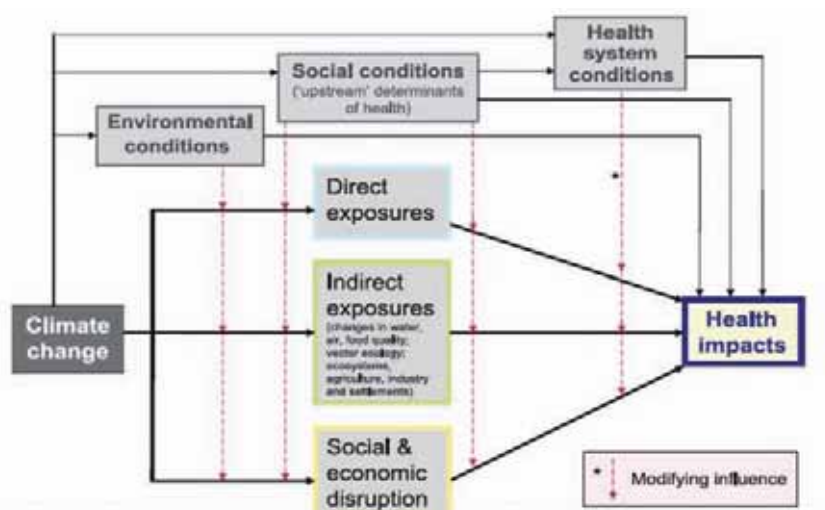 Health
system
conditions
Social conditions
('upstream' determinants
of health)
Environmental
conditions
Direct
exposures
Indirect
exposures
(changes in water,
air, food quality;
vector ecology;
ecosystems,
agriculture, industry
and settlements)
Climate
change
Health
impacts
Social &
economic
disruption
*
* Modifying influence